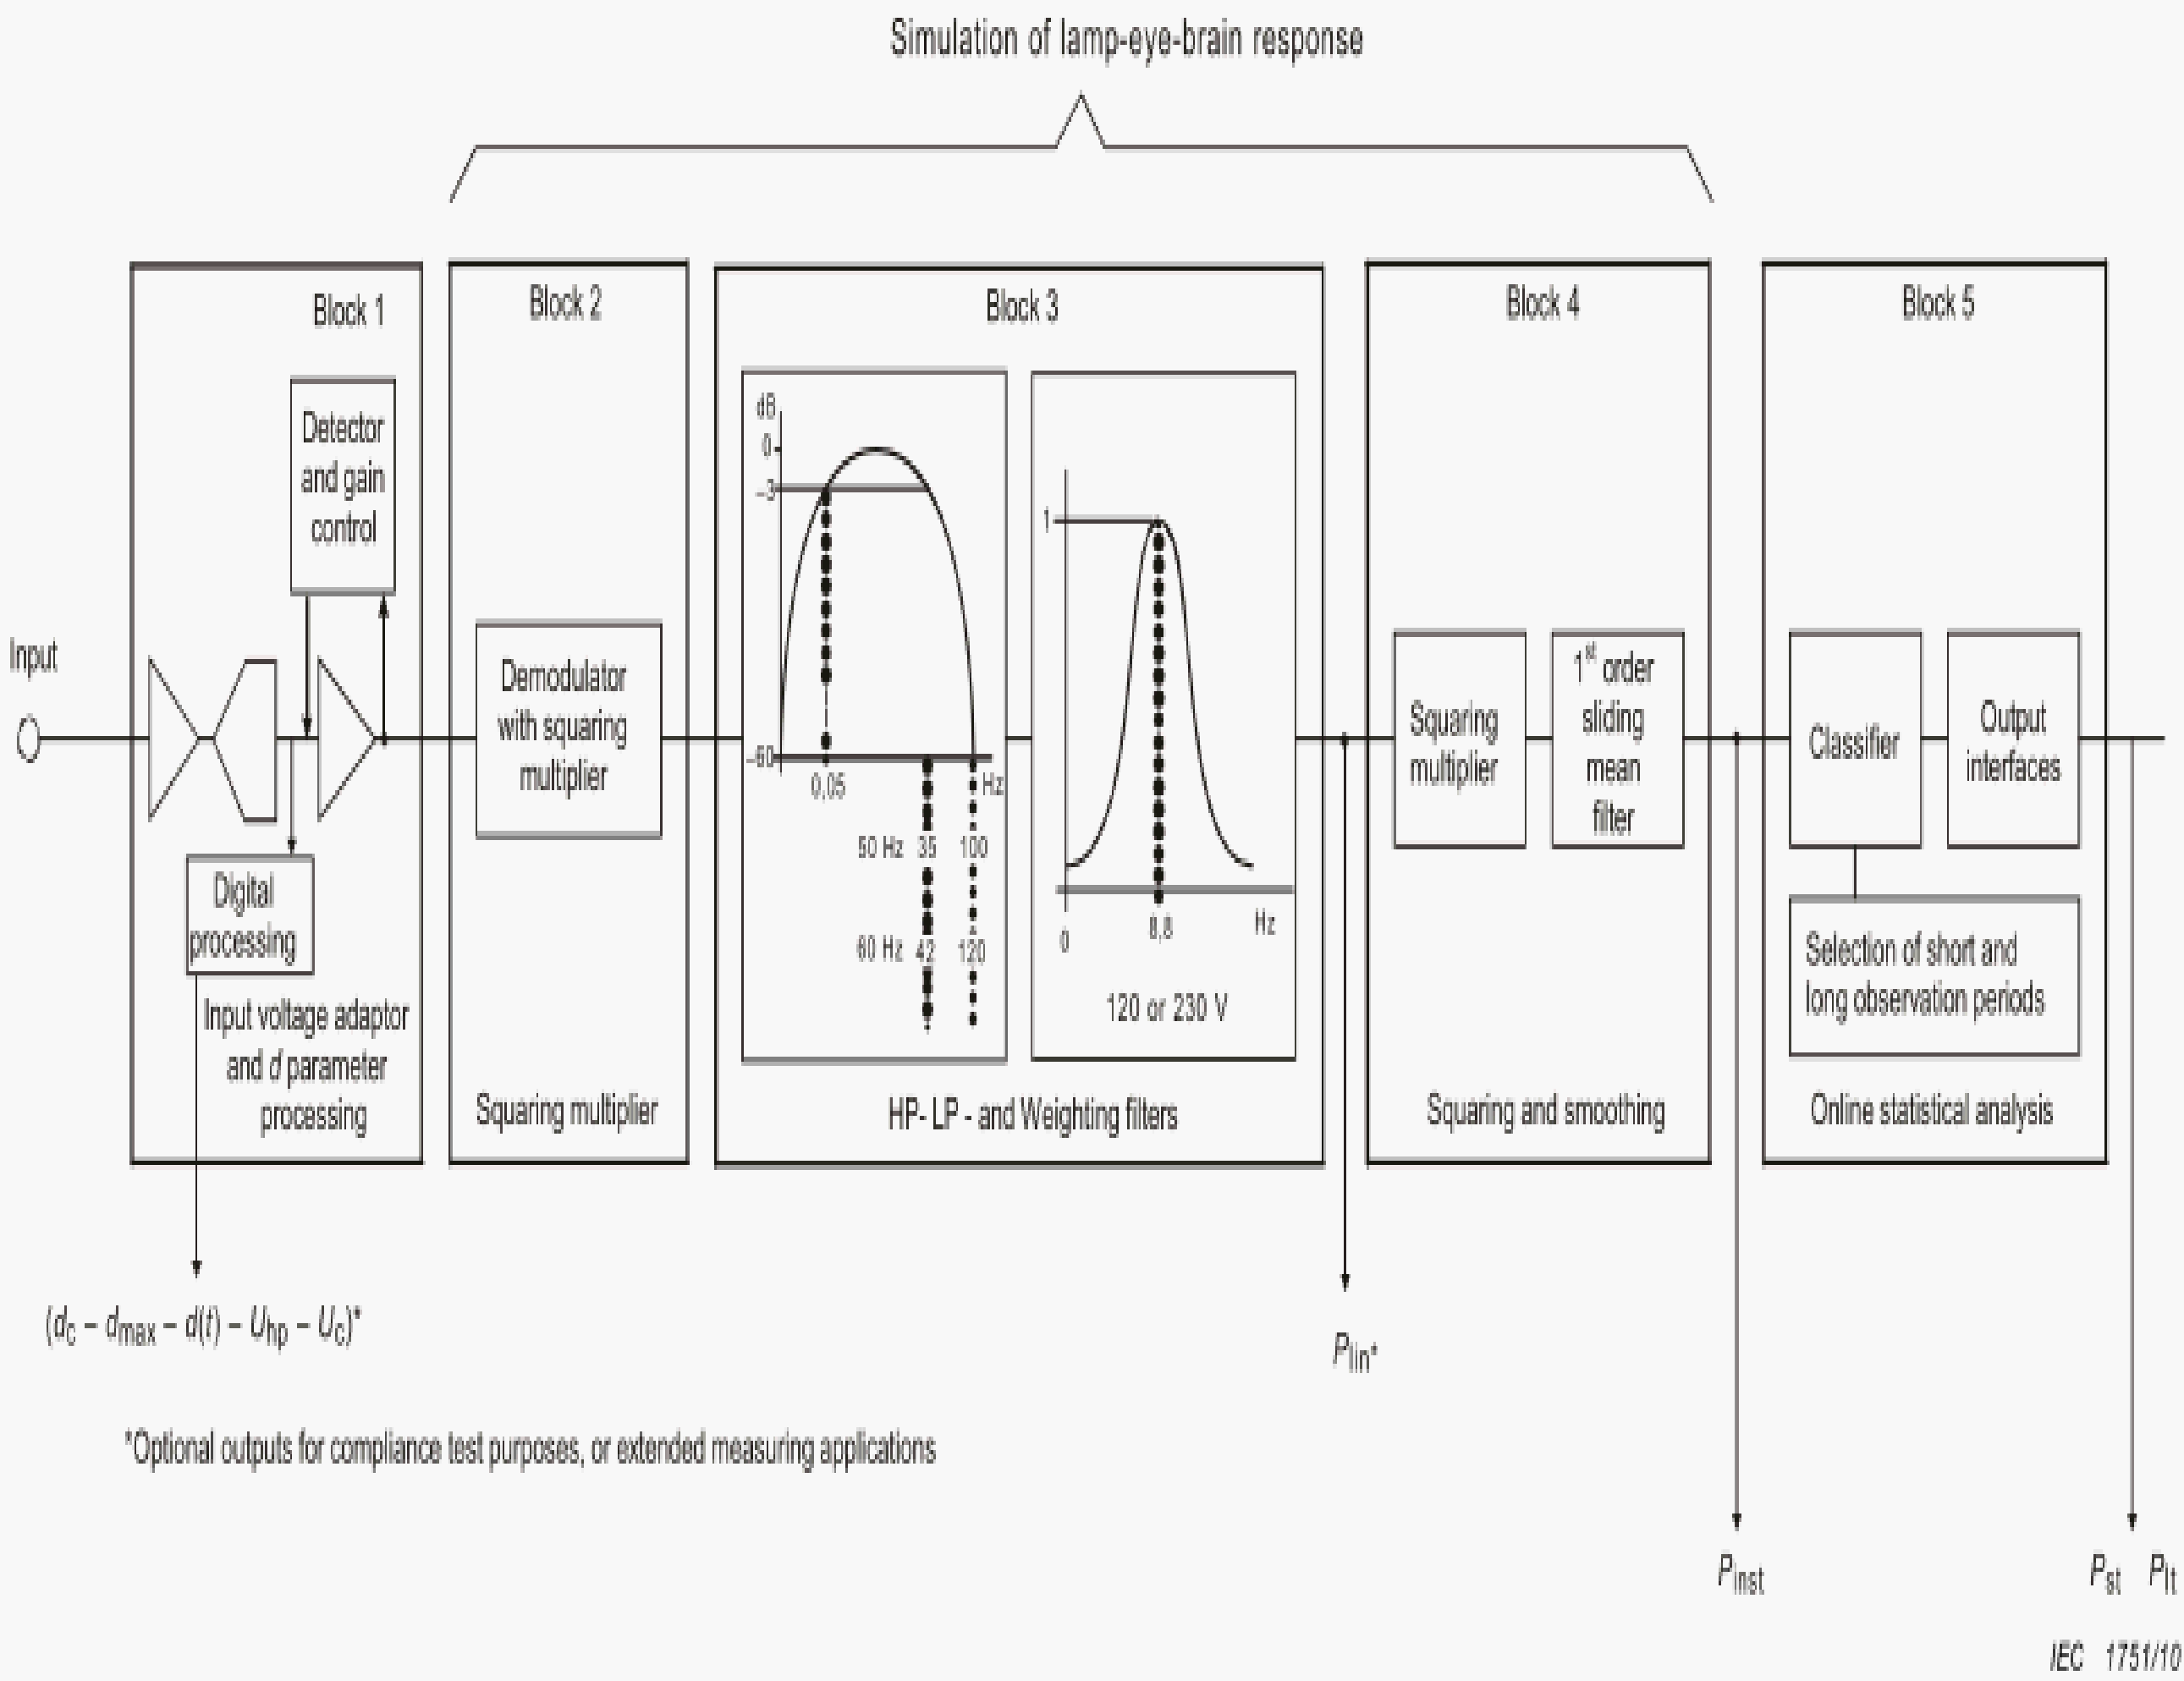 Simulation of lamp-eye-brain response
Block 1
Detector
and gain
control
Input
Digital
processing
Input voltage adaptor
and d parameter
processing
Block 2
Demodulator
with squaring
multiplier
Squaring multiplier
Block 3
dB
0
–3
–60
0,05
Hz
50 Hz 35 100
60 Hz 42 120
1
0
8,8
Hz
120 or 230 V
HP- LP - and Weighting filters
Block 4
Squaring
multiplier
1st order
sliding
mean
filter
Squaring and smoothing
Block 5
Classifier
Output
interfaces
Selection of short and
long observation periods
Online statistical analysis
(dc – dmax – d(t) – Uhp – Uc)*
Plin*
*Optional outputs for compliance test purposes, or extended measuring applications
Pinst
Pst Plt
IEC 1751/10